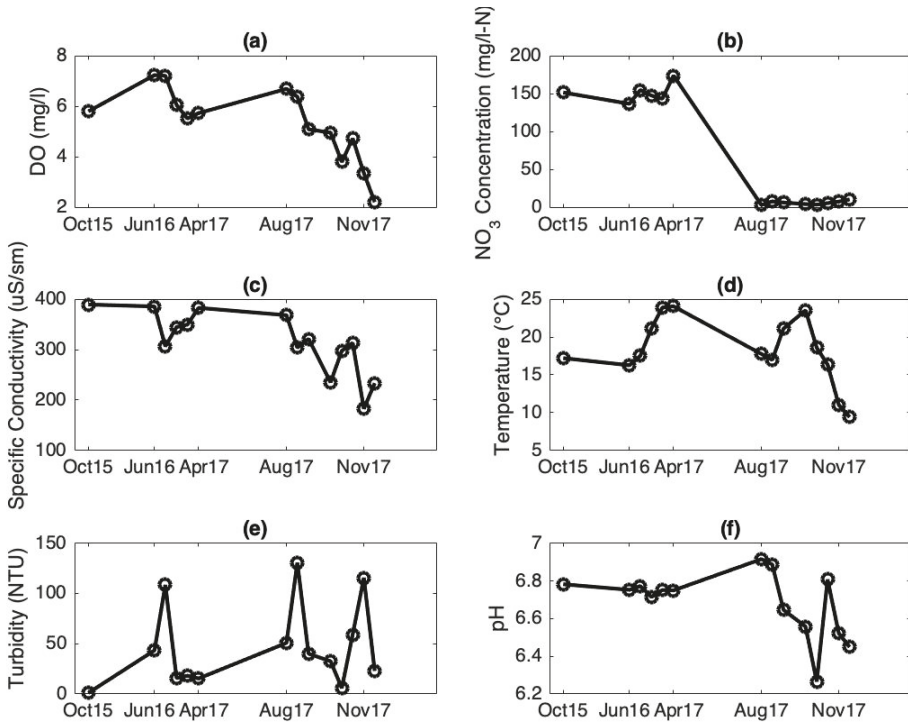 (a)
DO (mg/l)
8
6
4
2
Oct15 Jun16 Apr17 Aug17 Nov17
(b)
NO3 Concentration (mg/l-N)
200
150
100
50
0
Oct15 Jun16 Apr17 Aug17 Nov17
(c)
Specific Conductivity (uS/sm)
400
300
200
100
Oct15 Jun16 Apr17 Aug17 Nov17
(d)
Temperature (°C)
25
20
15
10
5
Oct15 Jun16 Apr17 Aug17 Nov17
(e)
Turbidity (NTU)
150
100
50
0
Oct15 Jun16 Apr17 Aug17 Nov17
(f)
pH
7
6.8
6.6
6.4
6.2
Oct15 Jun16 Apr17 Aug17 Nov17